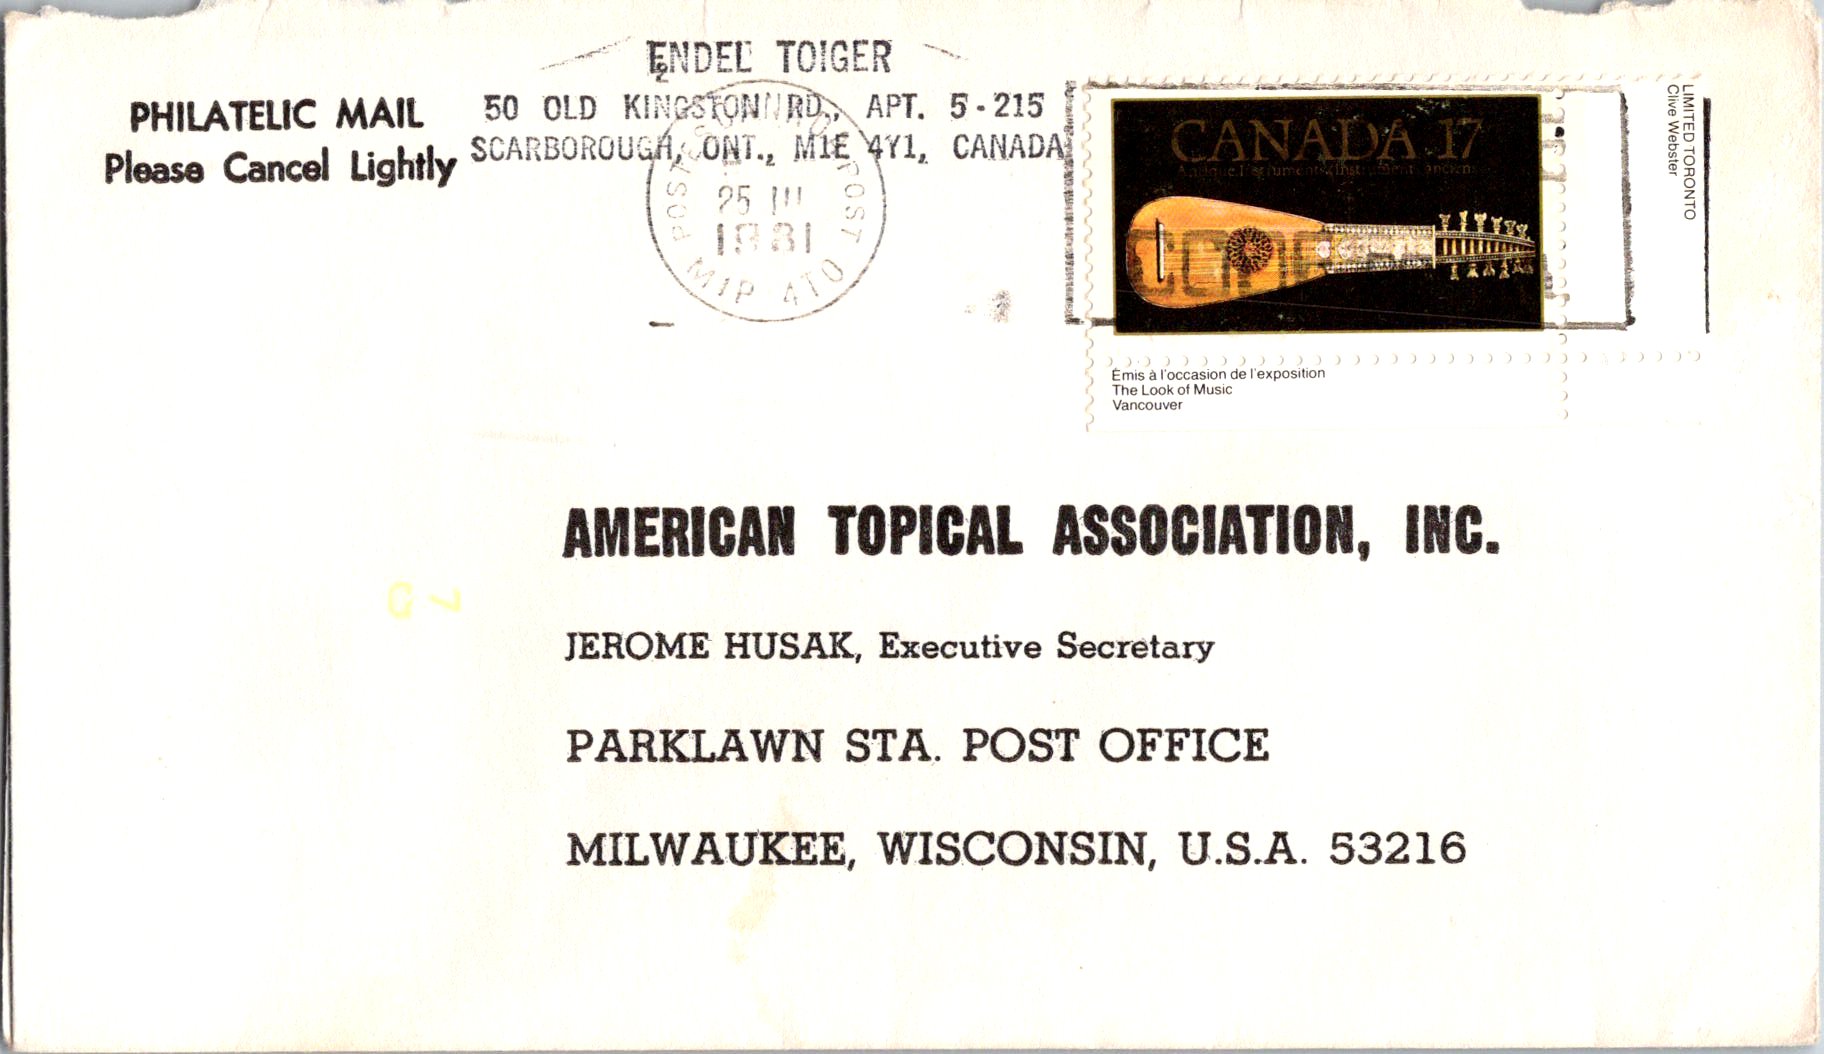 ENDEL TOIGER
50 OLD KINGSTON RD., APT. 5-215
SCARBOROUGH, ONT., M1E 4Y1, CANADA
PHILATELIC MAIL
Please Cancel Lightly
POST POST
25 III
1981
M1P 4T0
CANADA 17
LIMITED TORONTO
Clive Webster
Émis à l'occasion de l'exposition
The Look of Music
Vancouver
AMERICAN TOPICAL ASSOCIATION, INC.
JEROME HUSAK, Executive Secretary
PARKLAWN STA. POST OFFICE
MILWAUKEE, WISCONSIN, U.S.A. 53216